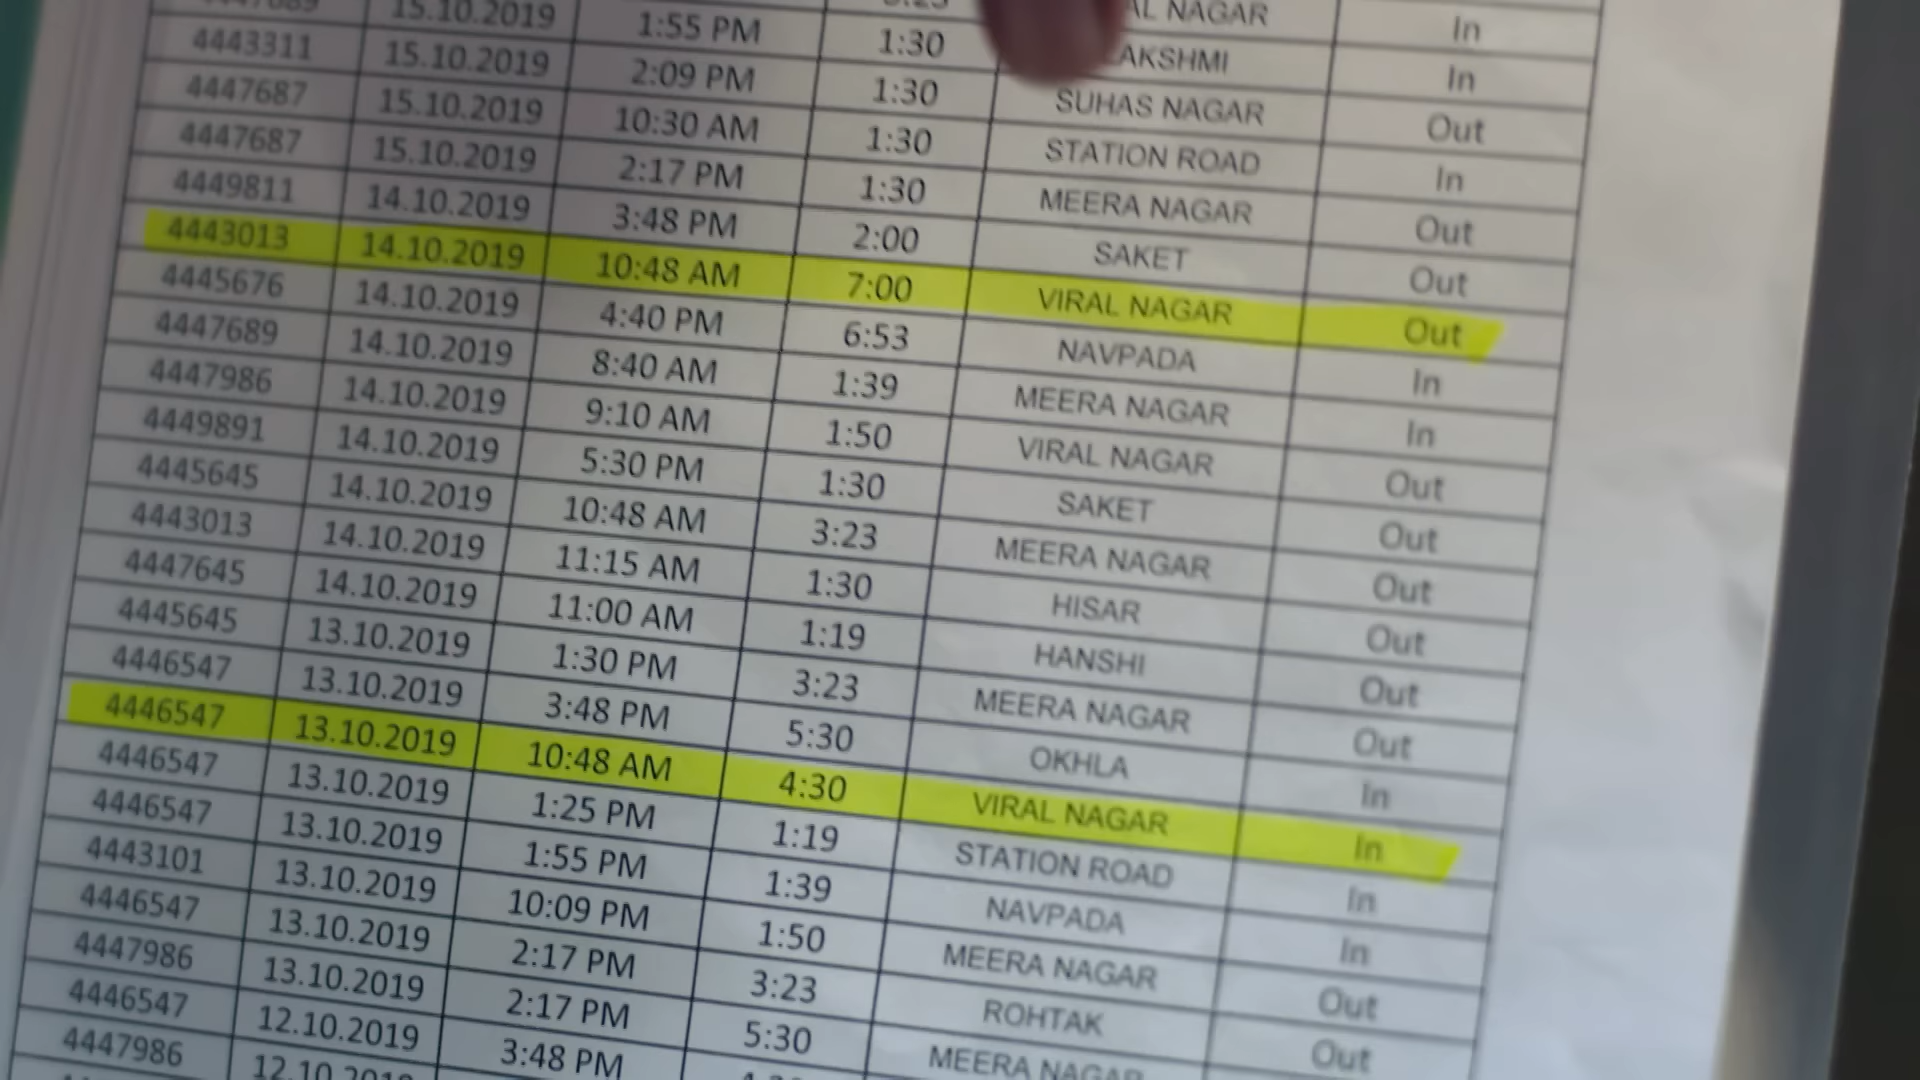 NAGAR In
15.10.2019 1:55 PM 1:30 In
4443311 15.10.2019 2:09 PM 1:30 SUHAS NAGAR Out
4447687 15.10.2019 10:30 AM 1:30 STATION ROAD In
4447687 15.10.2019 2:17 PM 1:30 MEERA NAGAR Out
4449811 14.10.2019 3:48 PM 2:00 SAKET Out
4443013 14.10.2019 10:48 AM 7:00 VIRAL NAGAR Out
4445676 14.10.2019 4:40 PM 6:53 NAVPADA In
4447689 14.10.2019 8:40 AM 1:39 MEERA NAGAR In
4447986 14.10.2019 9:10 AM 1:50 VIRAL NAGAR Out
4449891 14.10.2019 5:30 PM 1:30 SAKET Out
4445645 14.10.2019 10:48 AM 3:23 MEERA NAGAR Out
4443013 14.10.2019 11:15 AM 1:30 HISAR Out
4447645 14.10.2019 11:00 AM 1:19 HANSHI Out
4445645 13.10.2019 1:30 PM 3:23 MEERA NAGAR Out
4446547 13.10.2019 3:48 PM 5:30 OKHLA In
4446547 13.10.2019 10:48 AM 4:30 VIRAL NAGAR In
4446547 13.10.2019 1:25 PM 1:19 STATION ROAD In
4446547 13.10.2019 1:55 PM 1:39 NAVPADA In
4443101 13.10.2019 10:09 PM 1:50 MEERA NAGAR Out
4446547 13.10.2019 2:17 PM 3:23 ROHTAK Out
4447986 13.10.2019 2:17 PM 5:30 MEERA NAGAR
4446547 12.10.2019 3:48 PM
4447986 12.10.2019